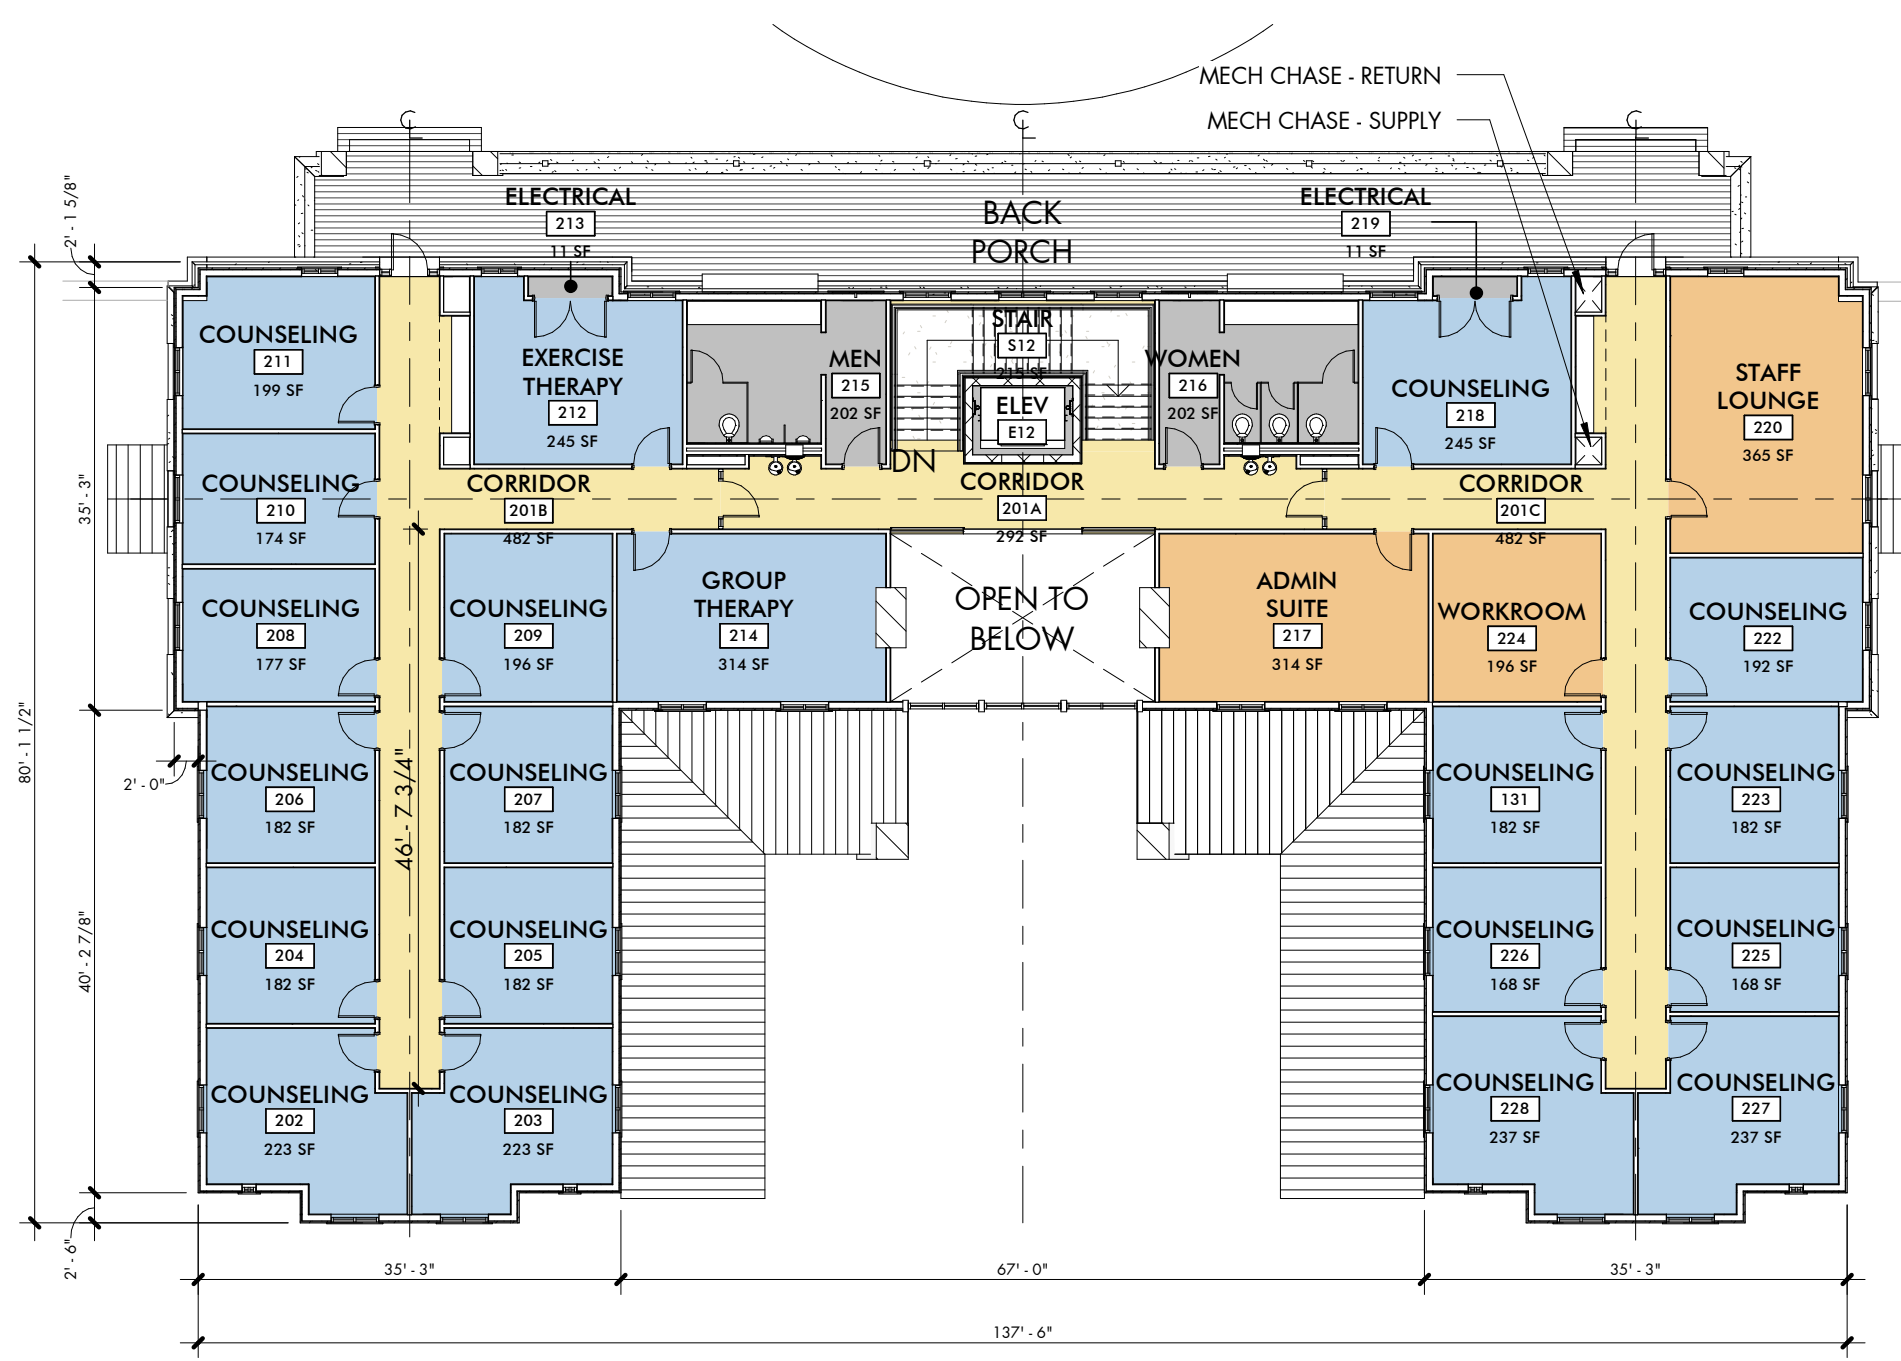 MECH CHASE - RETURN
MECH CHASE - SUPPLY
2' - 1 5/8"
ELECTRICAL
213
11 SF
BACK
PORCH
ELECTRICAL
219
11 SF
COUNSELING
211
199 SF
EXERCISE
THERAPY
212
245 SF
MEN
215
202 SF
STAIR
S12
215 SF
ELEV
E12
DN
WOMEN
216
202 SF
COUNSELING
218
245 SF
STAFF
LOUNGE
220
365 SF
35' - 3"
COUNSELING
210
174 SF
CORRIDOR
201B
482 SF
CORRIDOR
201A
292 SF
CORRIDOR
201C
482 SF
COUNSELING
208
177 SF
COUNSELING
209
196 SF
GROUP
THERAPY
214
314 SF
OPEN TO
BELOW
ADMIN
SUITE
217
314 SF
WORKROOM
224
196 SF
COUNSELING
222
192 SF
80' - 1 1/2"
2' - 0"
COUNSELING
206
182 SF
46' - 7 3/4"
COUNSELING
207
182 SF
COUNSELING
131
182 SF
COUNSELING
223
182 SF
40' - 2 7/8"
COUNSELING
204
182 SF
COUNSELING
205
182 SF
COUNSELING
226
168 SF
COUNSELING
225
168 SF
COUNSELING
202
223 SF
COUNSELING
203
223 SF
COUNSELING
228
237 SF
COUNSELING
227
237 SF
2' - 6"
35' - 3"
67' - 0"
35' - 3"
137' - 6"